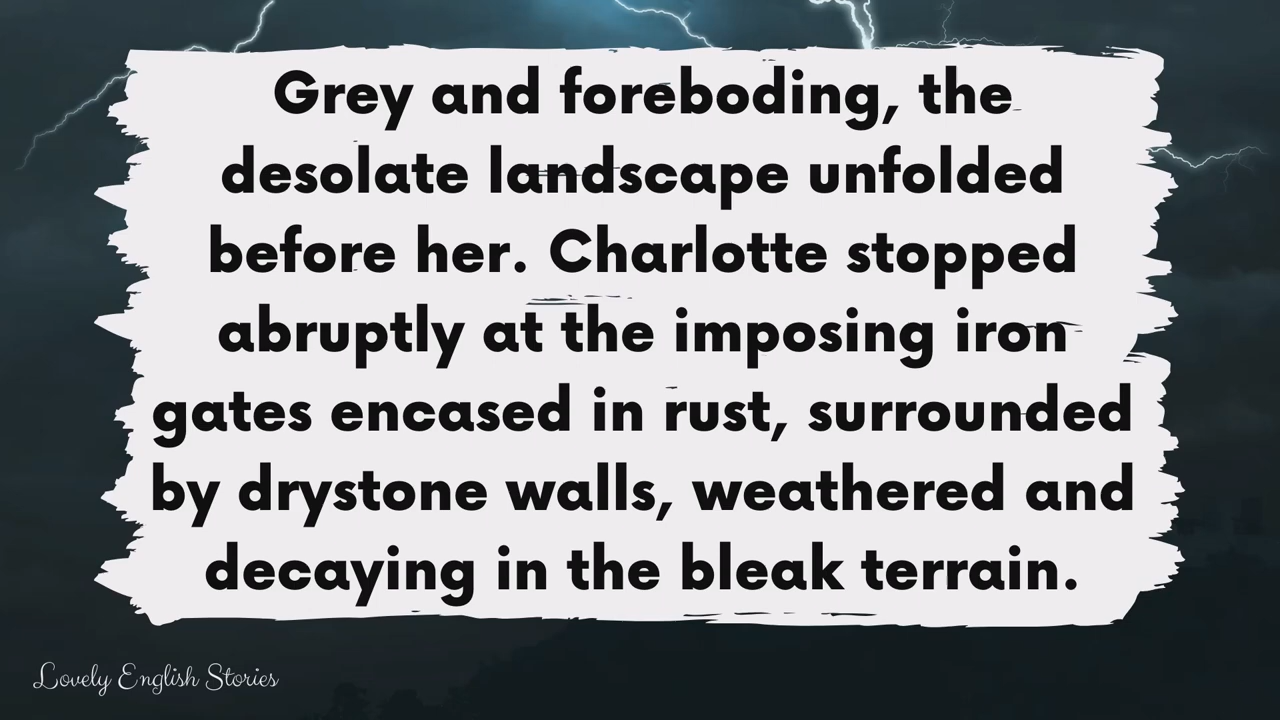 Grey and foreboding, the
desolate landscape unfolded
before her. Charlotte stopped
abruptly at the imposing iron
gates encased in rust, surrounded
by drystone walls, weathered and
decaying in the bleak terrain.
Lovely English Stories